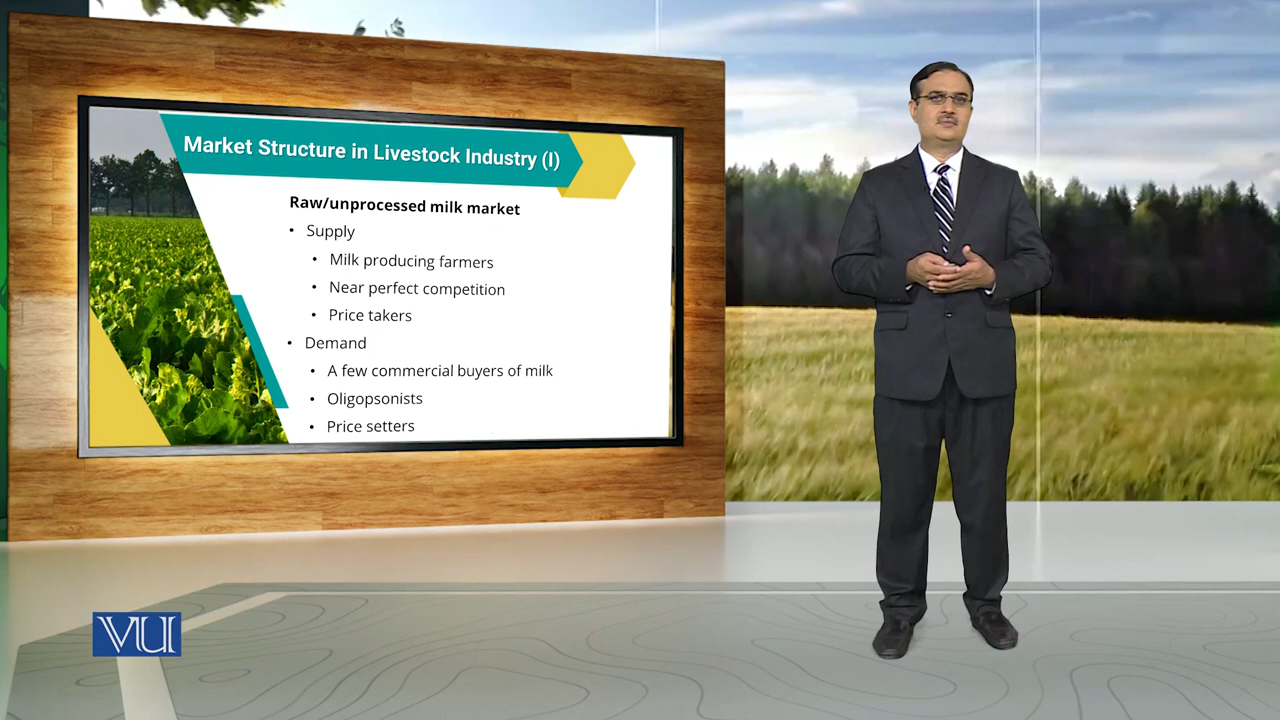 Market Structure in Livestock Industry (I)
Raw/unprocessed milk market
• Supply
• Milk producing farmers
• Near perfect competition
• Price takers
• Demand
• A few commercial buyers of milk
• Oligopsonists
• Price setters
VU